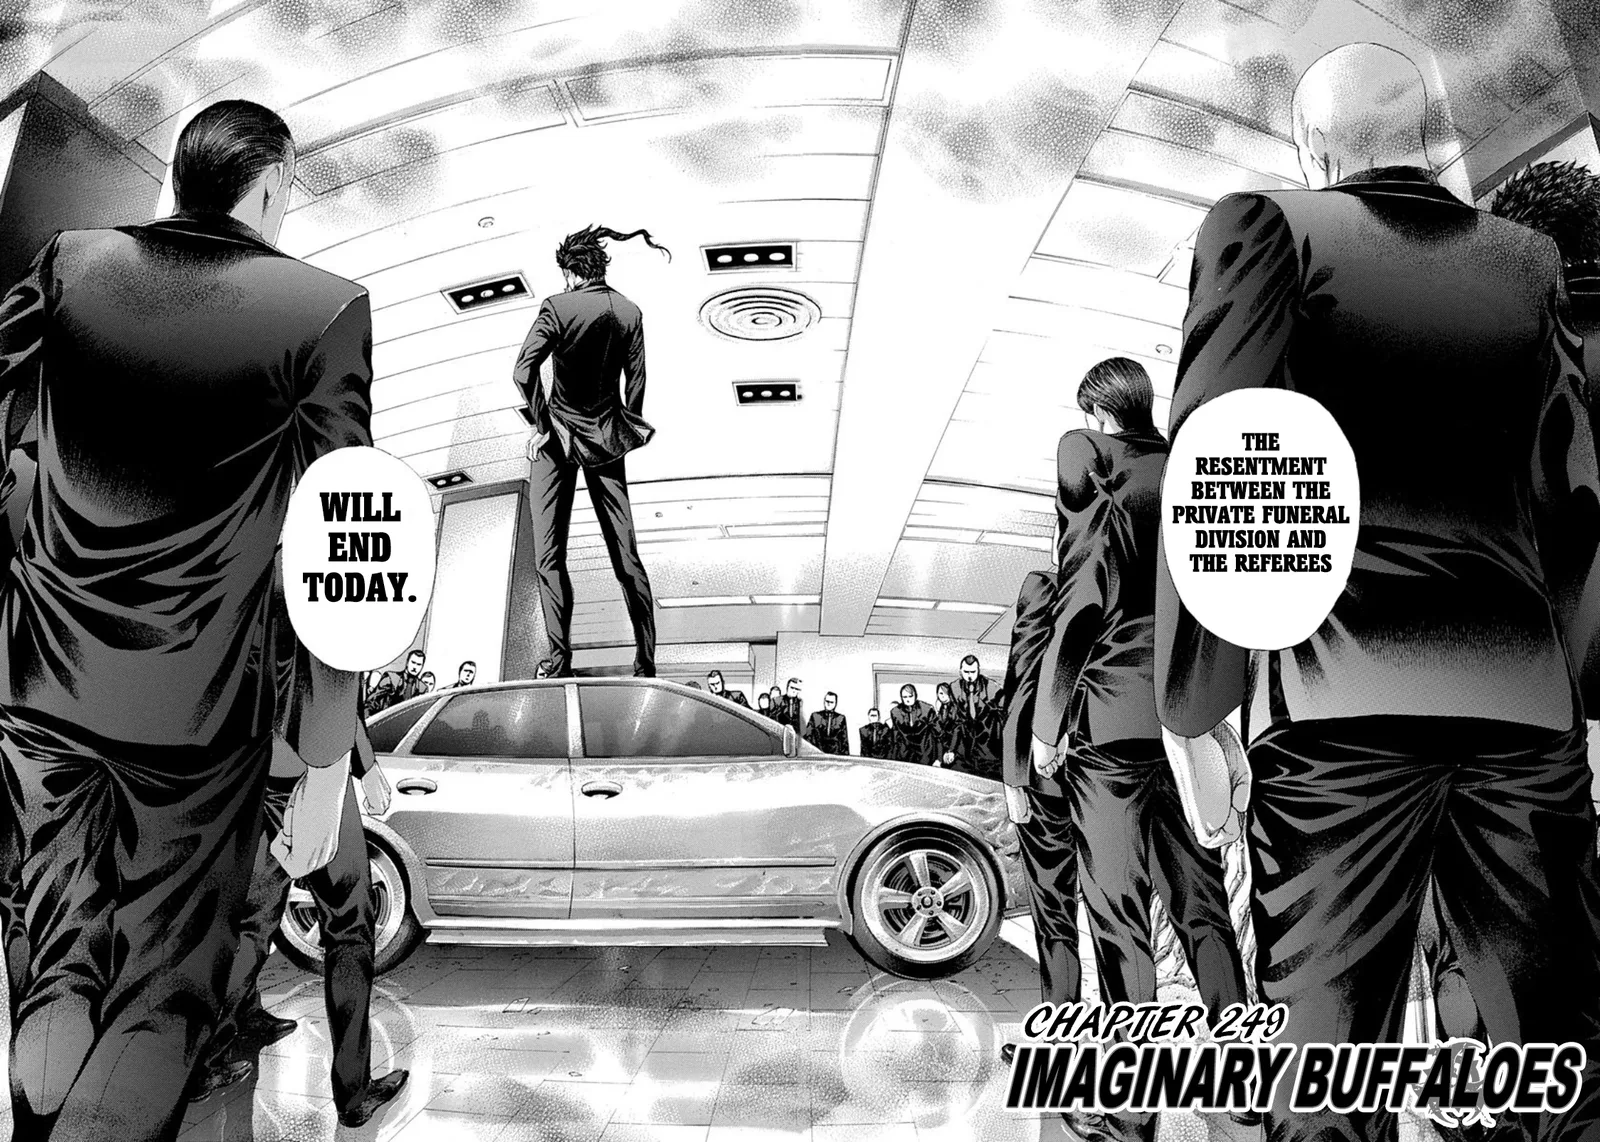 THE
RESENTMENT
BETWEEN THE
PRIVATE FUNERAL
DIVISION AND
THE REFEREES
WILL
END
TODAY.
CHAPTER 249
IMAGINARY BUFFALOES